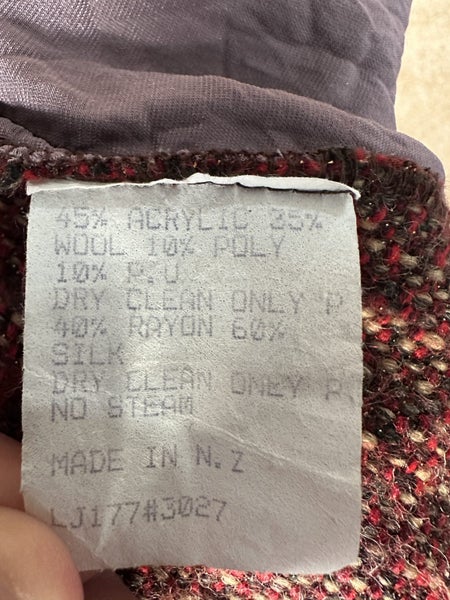 45% ACRYLIC 35%
WOOL 10% POLY
10% P.U
DRY CLEAN ONLY P
40% RAYON 60%
SILK
DRY CLEAN ONLY P
NO STEAM
MADE IN N.Z
LJ177#3027